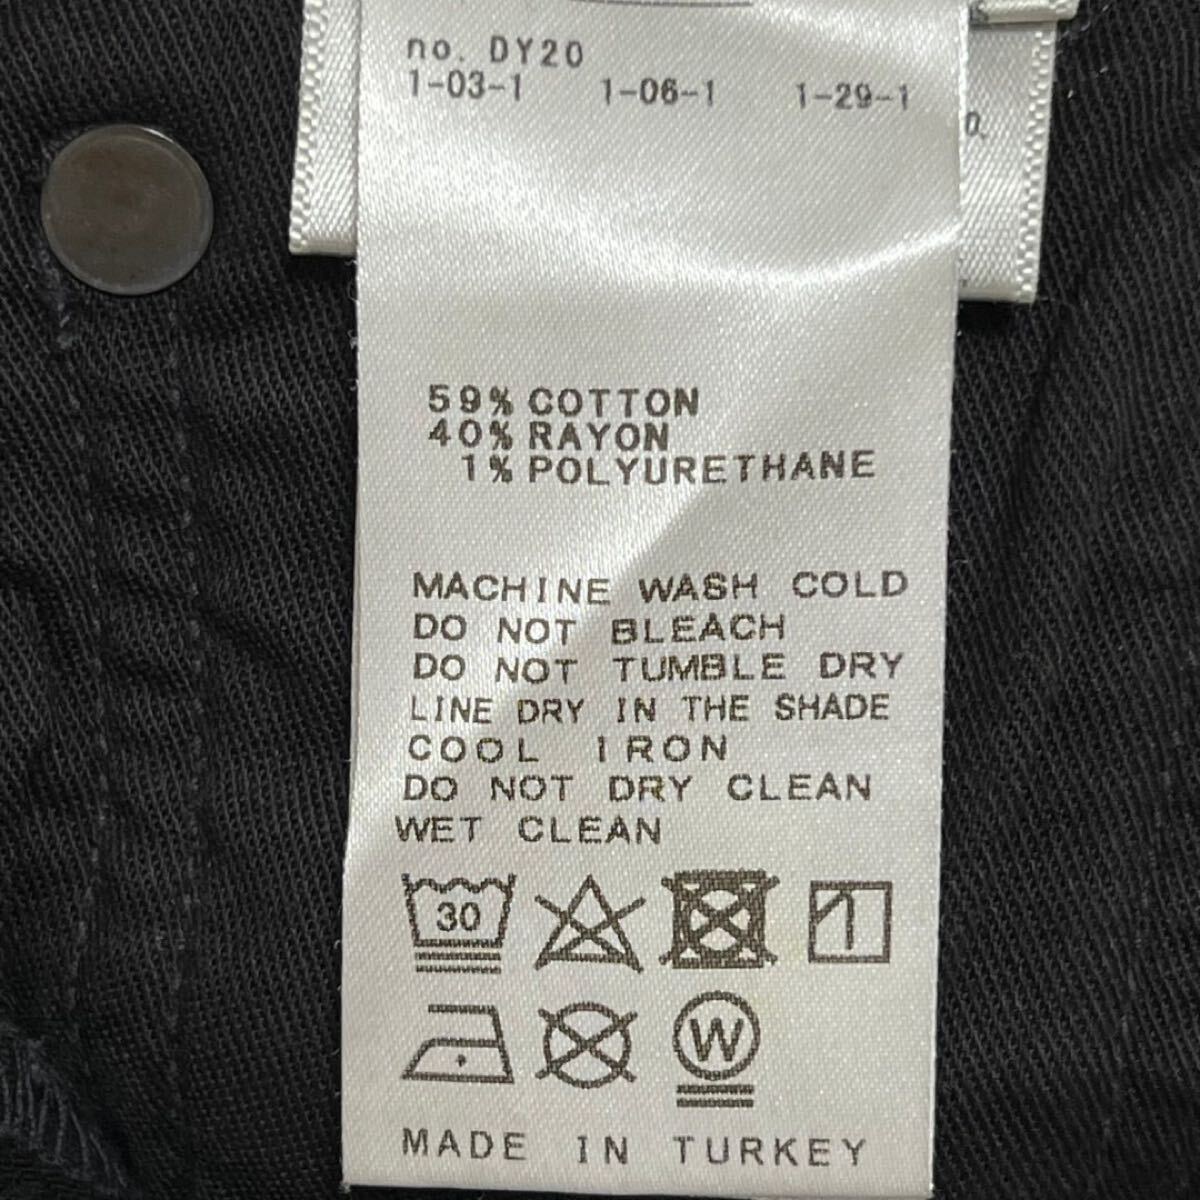 no. DY20
1-03-1 1-06-1 1-29-1
59% COTTON
40% RAYON
1% POLYURETHANE
MACHINE WASH COLD
DO NOT BLEACH
DO NOT TUMBLE DRY
LINE DRY IN THE SHADE
COOL IRON
DO NOT DRY CLEAN
WET CLEAN
30
W
MADE IN TURKEY